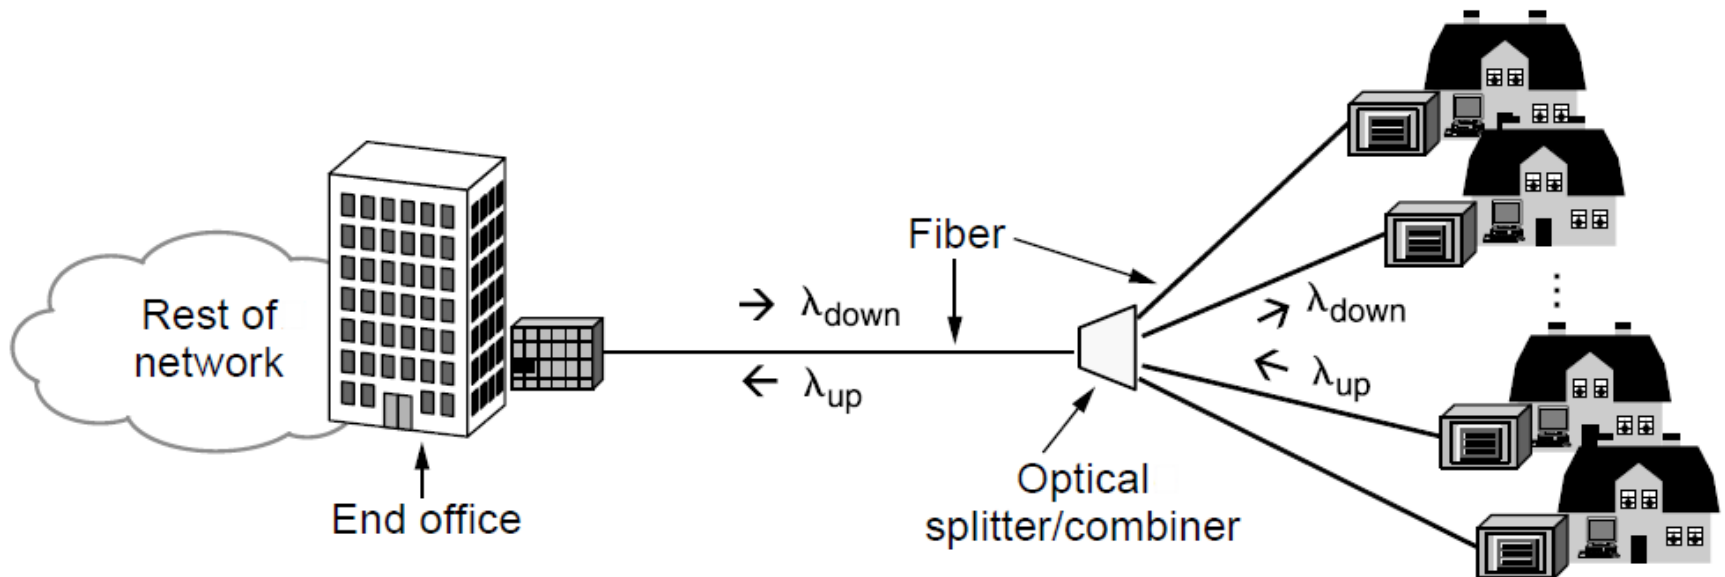 Rest of
network
End office
→ λdown
← λup
Fiber
Optical
splitter/combiner
→ λdown
← λup
⋮